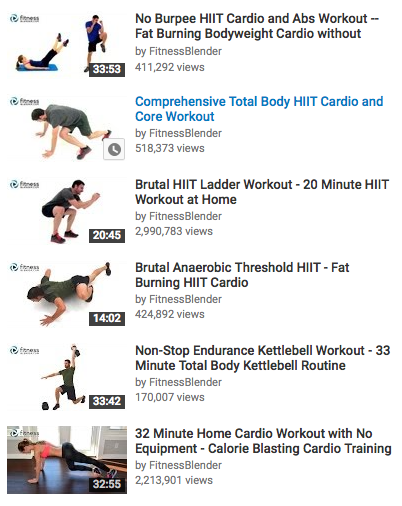 fitness
No Burpee HIIT Cardio and Abs Workout --
Fat Burning Bodyweight Cardio without
by FitnessBlender
411,292 views
33:53
fitness
Comprehensive Total Body HIIT Cardio and
Core Workout
by FitnessBlender
518,373 views
fitness
Brutal HIIT Ladder Workout - 20 Minute HIIT
Workout at Home
by FitnessBlender
2,990,783 views
20:45
fitness
Brutal Anaerobic Threshold HIIT - Fat
Burning HIIT Cardio
by FitnessBlender
424,892 views
14:02
fitness
Non-Stop Endurance Kettlebell Workout - 33
Minute Total Body Kettlebell Routine
by FitnessBlender
170,007 views
33:42
fitness
32 Minute Home Cardio Workout with No
Equipment - Calorie Blasting Cardio Training
by FitnessBlender
2,213,901 views
32:55